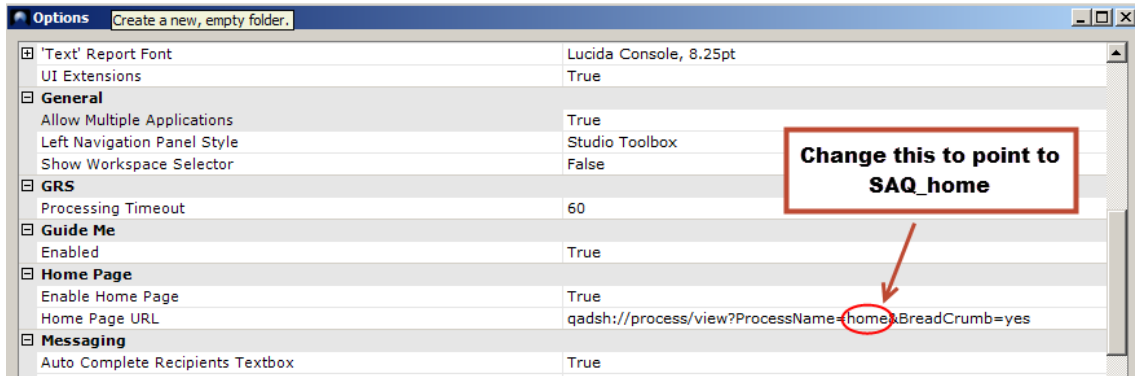 Options Create a new, empty folder.
'Text' Report Font Lucida Console, 8.25pt
UI Extensions True
General
Allow Multiple Applications True
Left Navigation Panel Style Studio Toolbox
Show Workspace Selector False
Change this to point to
SAQ_home
GRS
Processing Timeout 60
Guide Me
Enabled True
Home Page
Enable Home Page True
Home Page URL qadsh://process/view?ProcessName=home&BreadCrumb=yes
Messaging
Auto Complete Recipients Textbox True